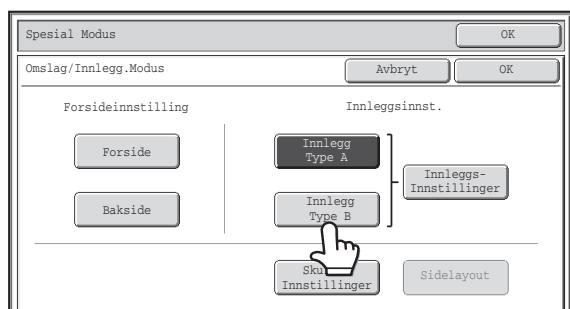 Spesial Modus
OK
Omslag/Innlegg.Modus
Avbryt
OK
Forsideinnstilling
Innleggsinnst.
Forside
Innlegg
Type A
Innleggs-
Innstillinger
Bakside
Innlegg
Type B
Innstillinger
Sidelayout